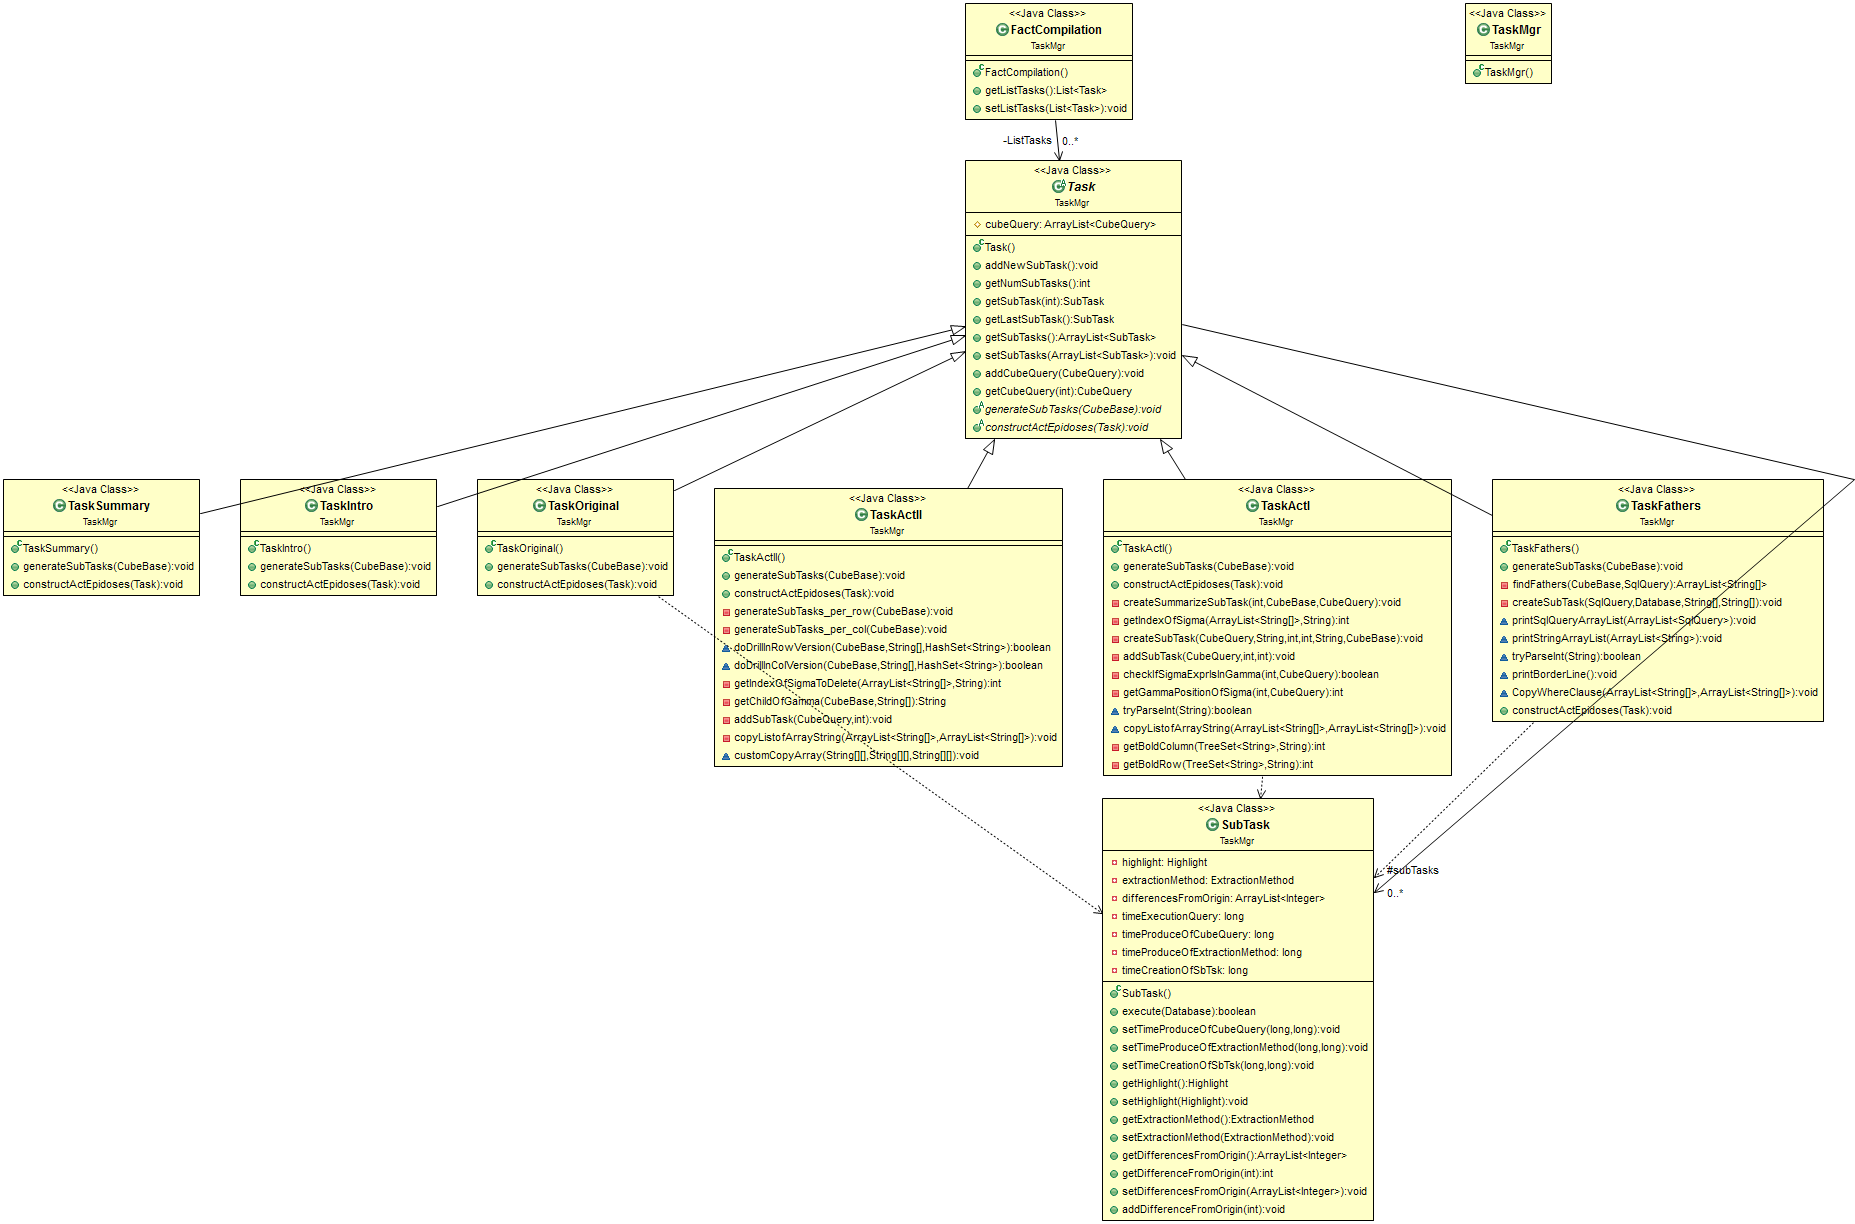 <<Java Class>>
FactCompilation
TaskMgr
FactCompilation()
getListTasks():List<Task>
setListTasks(List<Task>):void
<<Java Class>>
TaskMgr
TaskMgr
TaskMgr()
-ListTasks
0..*
<<Java Class>>
Task
TaskMgr
cubeQuery: ArrayList<CubeQuery>
Task()
addNewSubTask():void
getNumSubTasks():int
getSubTask(int):SubTask
getLastSubTask():SubTask
getSubTasks():ArrayList<SubTask>
setSubTasks(ArrayList<SubTask>):void
addCubeQuery(CubeQuery):void
getCubeQuery(int):CubeQuery
generateSubTasks(CubeBase):void
constructActEpidoses(Task):void
<<Java Class>>
TaskSummary
TaskMgr
TaskSummary()
generateSubTasks(CubeBase):void
constructActEpidoses(Task):void
<<Java Class>>
TaskIntro
TaskMgr
TaskIntro()
generateSubTasks(CubeBase):void
constructActEpidoses(Task):void
<<Java Class>>
TaskOriginal
TaskMgr
TaskOriginal()
generateSubTasks(CubeBase):void
constructActEpidoses(Task):void
<<Java Class>>
TaskActII
TaskMgr
TaskActII()
generateSubTasks(CubeBase):void
constructActEpidoses(Task):void
generateSubTasks_per_row(CubeBase):void
generateSubTasks_per_col(CubeBase):void
doDrillInRowVersion(CubeBase,String[],HashSet<String>):boolean
doDrillInColVersion(CubeBase,String[],HashSet<String>):boolean
getIndexOfSigmaToDelete(ArrayList<String[]>,String):int
getChildOfGamma(CubeBase,String[]):String
addSubTask(CubeQuery,int):void
copyListofArrayString(ArrayList<String[]>,ArrayList<String[]>):void
customCopyArray(String[][],String[][],String[][]):void
<<Java Class>>
TaskActI
TaskMgr
TaskActI()
generateSubTasks(CubeBase):void
constructActEpidoses(Task):void
createSummarizeSubTask(int,CubeBase,CubeQuery):void
getIndexOfSigma(ArrayList<String[]>,String):int
createSubTask(CubeQuery,String,int,int,String,CubeBase):void
addSubTask(CubeQuery,int,int):void
checkIfSigmaExprIsInGamma(int,CubeQuery):boolean
getGammaPositionOfSigma(int,CubeQuery):int
tryParseInt(String):boolean
copyListofArrayString(ArrayList<String[]>,ArrayList<String[]>):void
getBoldColumn(TreeSet<String>,String):int
getBoldRow(TreeSet<String>,String):int
<<Java Class>>
TaskFathers
TaskMgr
TaskFathers()
generateSubTasks(CubeBase):void
findFathers(CubeBase,SqlQuery):ArrayList<String[]>
createSubTask(SqlQuery,Database,String[],String[]):void
printSqlQueryArrayList(ArrayList<SqlQuery>):void
printStringArrayList(ArrayList<String>):void
tryParseInt(String):boolean
printBorderLine():void
CopyWhereClause(ArrayList<String[]>,ArrayList<String[]>):void
constructActEpidoses(Task):void
<<Java Class>>
SubTask
TaskMgr
highlight: Highlight
extractionMethod: ExtractionMethod
differencesFromOrigin: ArrayList<Integer>
timeExecutionQuery: long
timeProduceOfCubeQuery: long
timeProduceOfExtractionMethod: long
timeCreationOfSbTsk: long
SubTask()
execute(Database):boolean
setTimeProduceOfCubeQuery(long,long):void
setTimeProduceOfExtractionMethod(long,long):void
setTimeCreationOfSbTsk(long,long):void
getHighlight():Highlight
setHighlight(Highlight):void
getExtractionMethod():ExtractionMethod
setExtractionMethod(ExtractionMethod):void
getDifferencesFromOrigin():ArrayList<Integer>
getDifferenceFromOrigin(int):int
setDifferencesFromOrigin(ArrayList<Integer>):void
addDifferenceFromOrigin(int):void
#subTasks
0..*